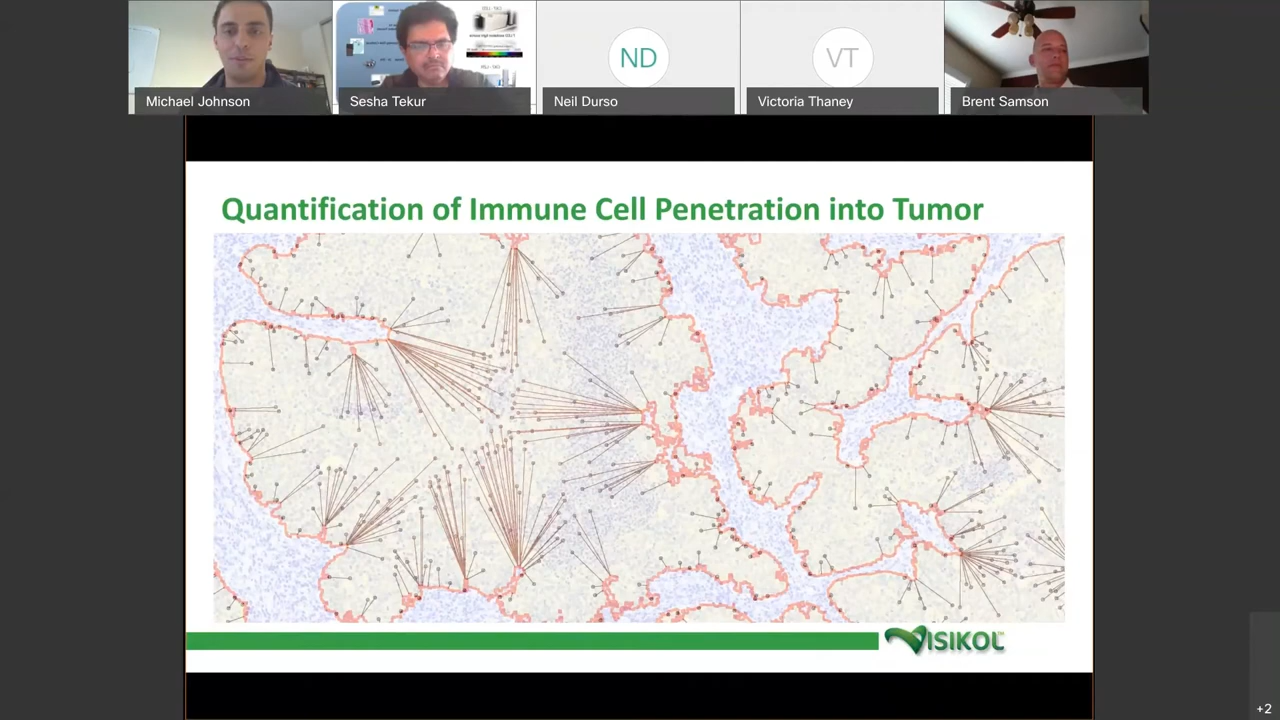 ND
VT
Michael Johnson
Sesha Tekur
Neil Durso
Victoria Thaney
Brent Samson
Quantification of Immune Cell Penetration into Tumor
VISIKOL
+2